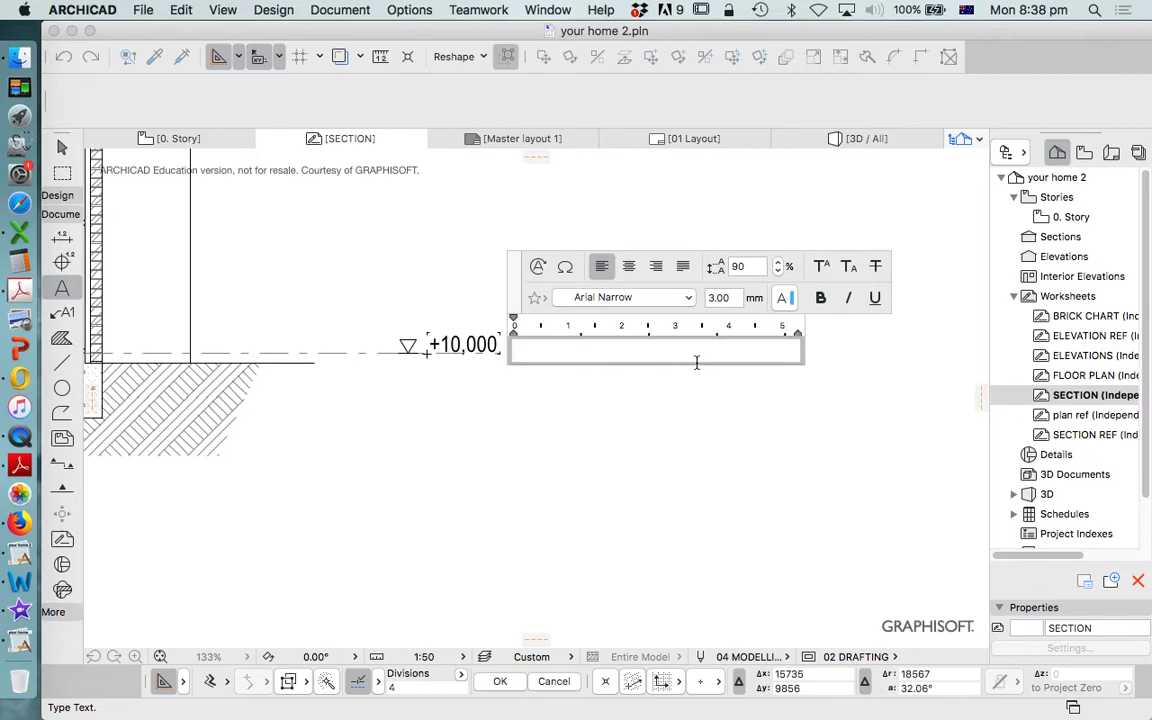 ARCHICAD File Edit View Design Document Options Teamwork Window Help 9 100% Mon 8:38 pm
your home 2.pln
Reshape
[0. Story] [SECTION] [Master layout 1] [01 Layout] [3D / All]
ARCHICAD Education version, not for resale. Courtesy of GRAPHISOFT.
Design
Docume
More
90 %
Arial Narrow 3.00 mm
0 1 2 3 4 5
+10,000
your home 2
Stories
0. Story
Sections
Elevations
Interior Elevations
Worksheets
BRICK CHART (Inc
ELEVATION REF (I
ELEVATIONS (Inde
FLOOR PLAN (Inde
SECTION (Indepe
plan ref (Independ
SECTION REF (Ind
Details
3D Documents
3D
Schedules
Project Indexes
Properties
SECTION
Settings...
GRAPHISOFT.
133% 0.00° 1:50 Custom Entire Model 04 MODELLI... 02 DRAFTING
Divisions
4
OK Cancel
Δx: 15735
Δy: 9856
Δr: 18567
a: 32.06°
Δz: 0
to Project Zero
Type Text.